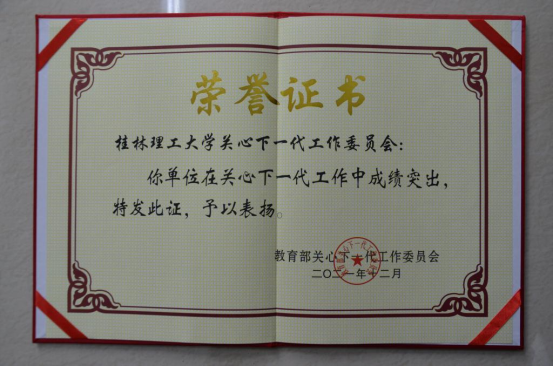 荣誉证书
桂林理工大学关心下一代工作委员会：
你单位在关心下一代工作中成绩突出，
特发此证，予以表扬。
教育部关心下一代工作委员会
二〇二一年十二月